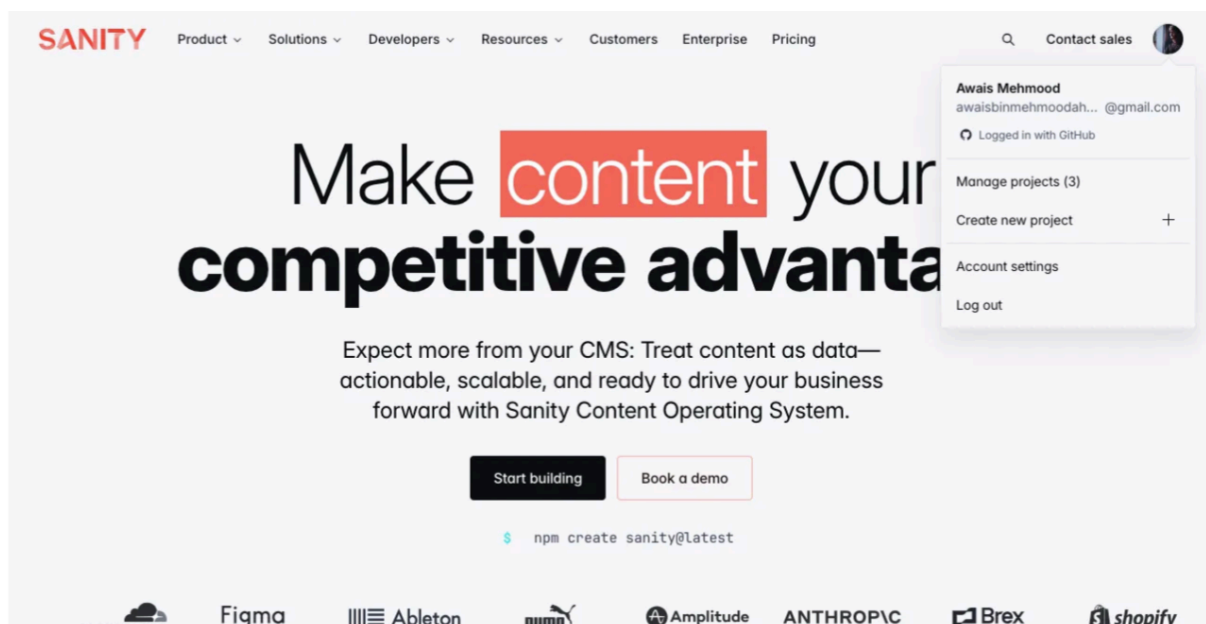 SANITY
Product Solutions Developers Resources Customers Enterprise Pricing Contact sales
Awais Mehmood
awaisbinmehmoodah... @gmail.com
Logged in with GitHub
Manage projects (3)
Create new project +
Account settings
Log out
Make content your
competitive advanta
Expect more from your CMS: Treat content as data—
actionable, scalable, and ready to drive your business
forward with Sanity Content Operating System.
Start building Book a demo
$ npm create sanity@latest
Figma Ableton PUMA Amplitude ANTHROP\C Brex shopify